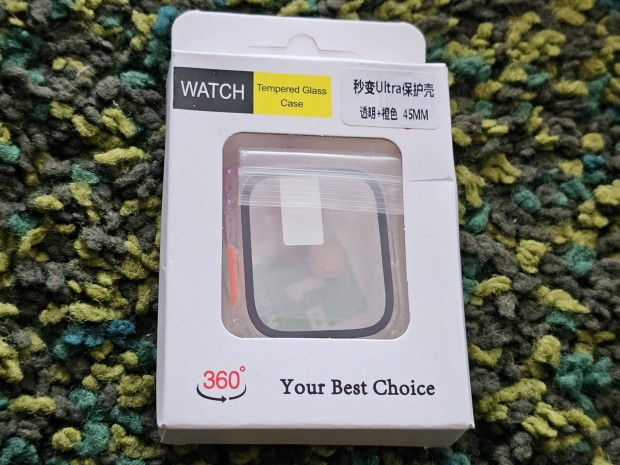 WATCH
Tempered Glass
Case
秒变Ultra保护壳
透明+橙色 45MM
360°
Your Best Choice